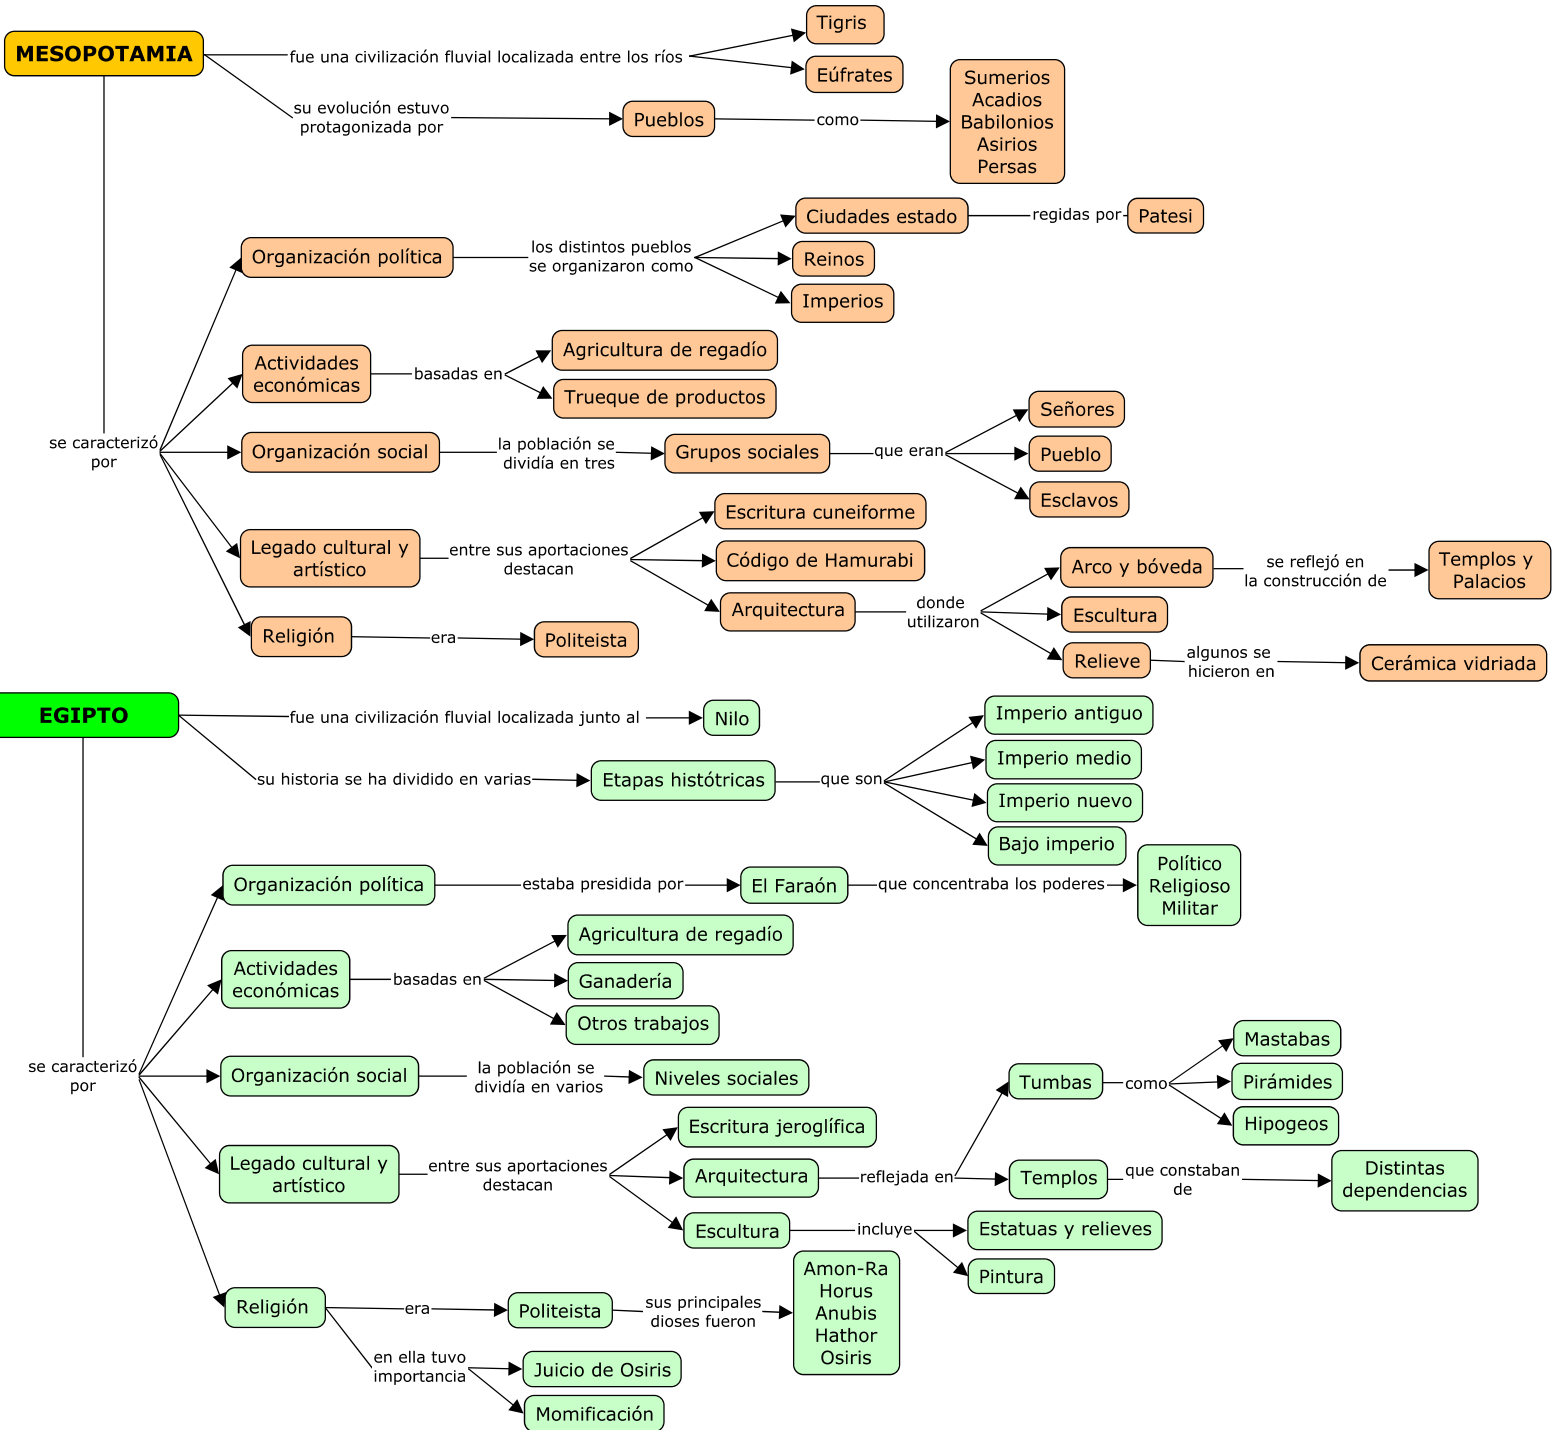 MESOPOTAMIA
fue una civilización fluvial localizada entre los ríos
Tigris
Eúfrates
su evolución estuvo
protagonizada por
Pueblos
como
Sumerios
Acadios
Babilonios
Asirios
Persas
se caracterizó
por
Organización política
los distintos pueblos
se organizaron como
Ciudades estado
regidas por
Patesi
Reinos
Imperios
Actividades
económicas
basadas en
Agricultura de regadío
Trueque de productos
Organización social
la población se
dividía en tres
Grupos sociales
que eran
Señores
Pueblo
Esclavos
Legado cultural y
artístico
entre sus aportaciones
destacan
Escritura cuneiforme
Código de Hamurabi
Arquitectura
donde
utilizaron
Arco y bóveda
se reflejó en
la construcción de
Templos y
Palacios
Escultura
Relieve
algunos se
hicieron en
Cerámica vidriada
Religión
era
Politeista
EGIPTO
fue una civilización fluvial localizada junto al
Nilo
su historia se ha dividido en varias
Etapas histótricas
que son
Imperio antiguo
Imperio medio
Imperio nuevo
Bajo imperio
se caracterizó
por
Organización política
estaba presidida por
El Faraón
que concentraba los poderes
Político
Religioso
Militar
Actividades
económicas
basadas en
Agricultura de regadío
Ganadería
Otros trabajos
Organización social
la población se
dividía en varios
Niveles sociales
Legado cultural y
artístico
entre sus aportaciones
destacan
Escritura jeroglífica
Arquitectura
reflejada en
Tumbas
como
Mastabas
Pirámides
Hipogeos
Templos
que constaban
de
Distintas
dependencias
Escultura
incluye
Estatuas y relieves
Pintura
Religión
era
Politeista
sus principales
dioses fueron
Amon-Ra
Horus
Anubis
Hathor
Osiris
en ella tuvo
importancia
Juicio de Osiris
Momificación